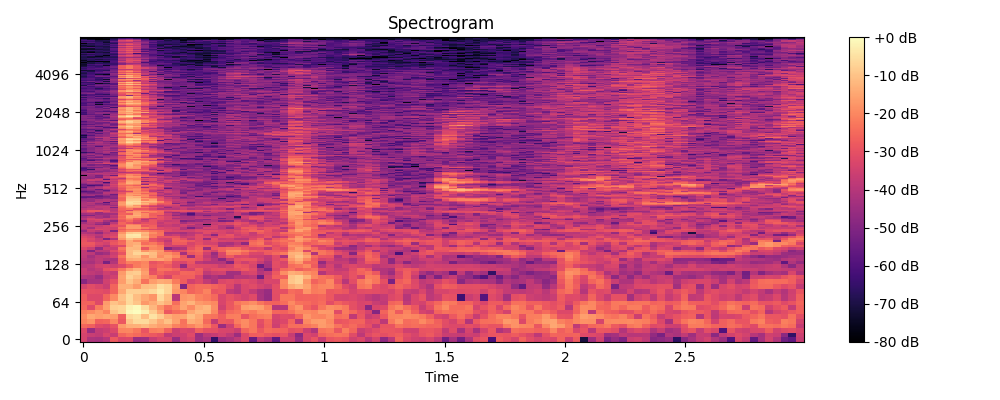 Spectrogram
Hz
4096
2048
1024
512
256
128
64
0
0
0.5
1
1.5
2
2.5
Time
+0 dB
-10 dB
-20 dB
-30 dB
-40 dB
-50 dB
-60 dB
-70 dB
-80 dB